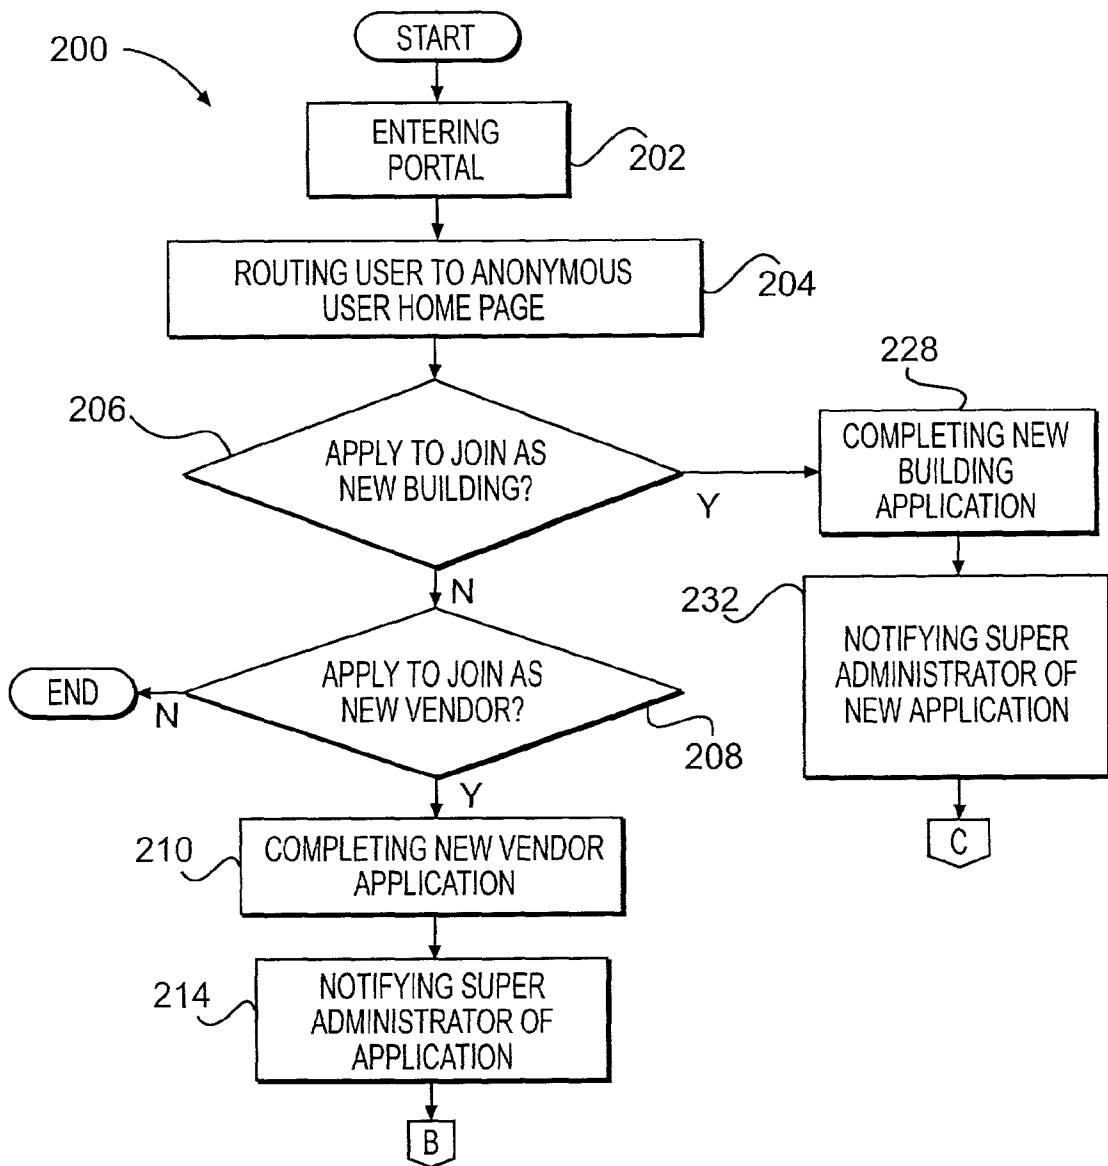 START
200
ENTERING
PORTAL
202
ROUTING USER TO ANONYMOUS
USER HOME PAGE
204
206
APPLY TO JOIN AS
NEW BUILDING?
Y
N
228
COMPLETING NEW
BUILDING
APPLICATION
232
NOTIFYING SUPER
ADMINISTRATOR OF
NEW APPLICATION
C
END
N
APPLY TO JOIN AS
NEW VENDOR?
208
Y
210
COMPLETING NEW VENDOR
APPLICATION
214
NOTIFYING SUPER
ADMINISTRATOR OF
APPLICATION
B